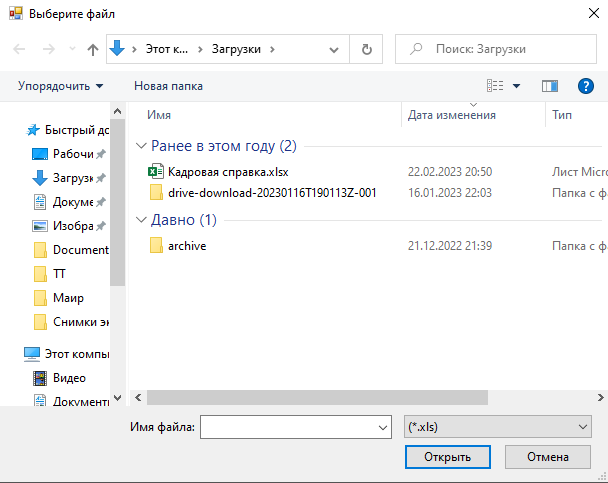 Выберите файл
Этот к... Загрузки
Поиск: Загрузки
Упорядочить
Новая папка
?
Имя
Дата изменения
Тип
Быстрый до
Рабочи
Загрузк
Докуме
Изобра
Document
ТТ
Маир
Снимки эк
Этот компь
Видео
Документ
Ранее в этом году (2)
Кадровая справка.xlsx 22.02.2023 20:50 Лист Micr
drive-download-20230116T190113Z-001 16.01.2023 22:03 Папка с ф
Давно (1)
archive 21.12.2022 21:39 Папка с ф
Имя файла:
(*.xls)
Открыть
Отмена